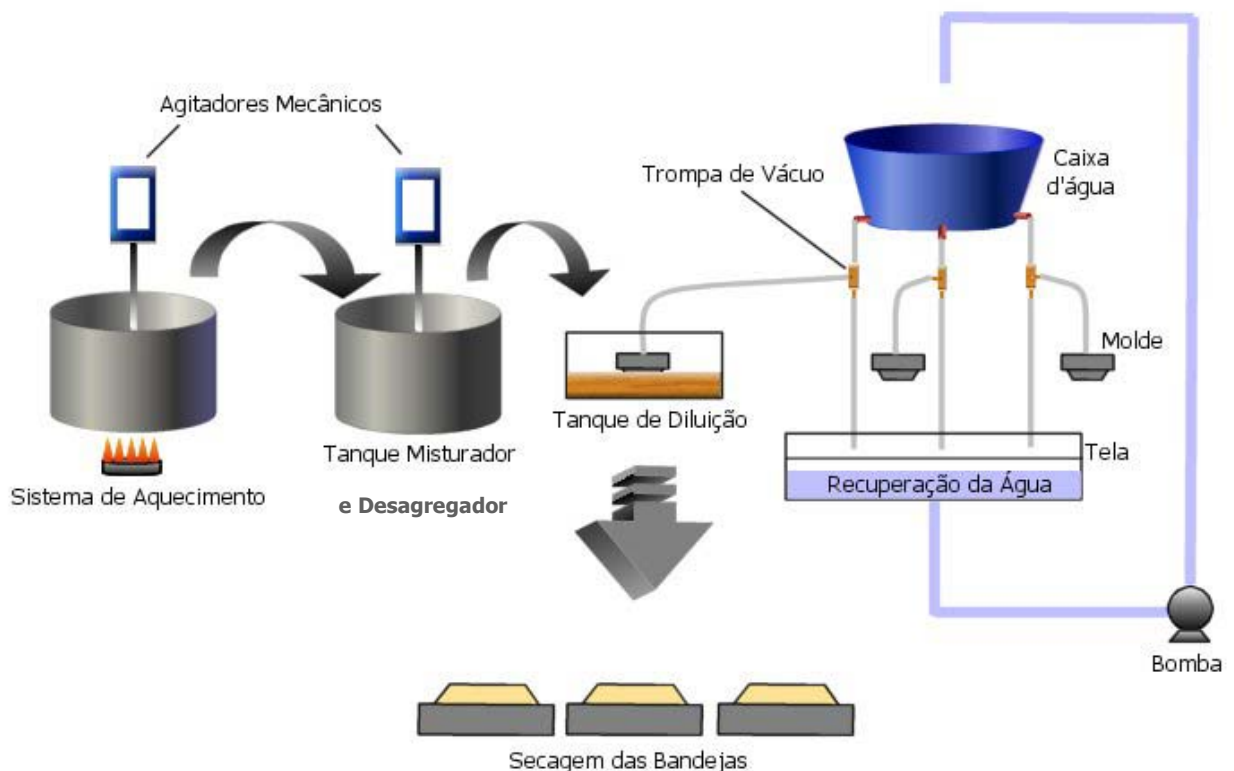 Agitadores Mecânicos
Trompa de Vácuo
Caixa
d'água
Molde
Tanque de Diluição
Tanque Misturador
e Desagregador
Sistema de Aquecimento
Tela
Recuperação da Água
Bomba
Secagem das Bandejas